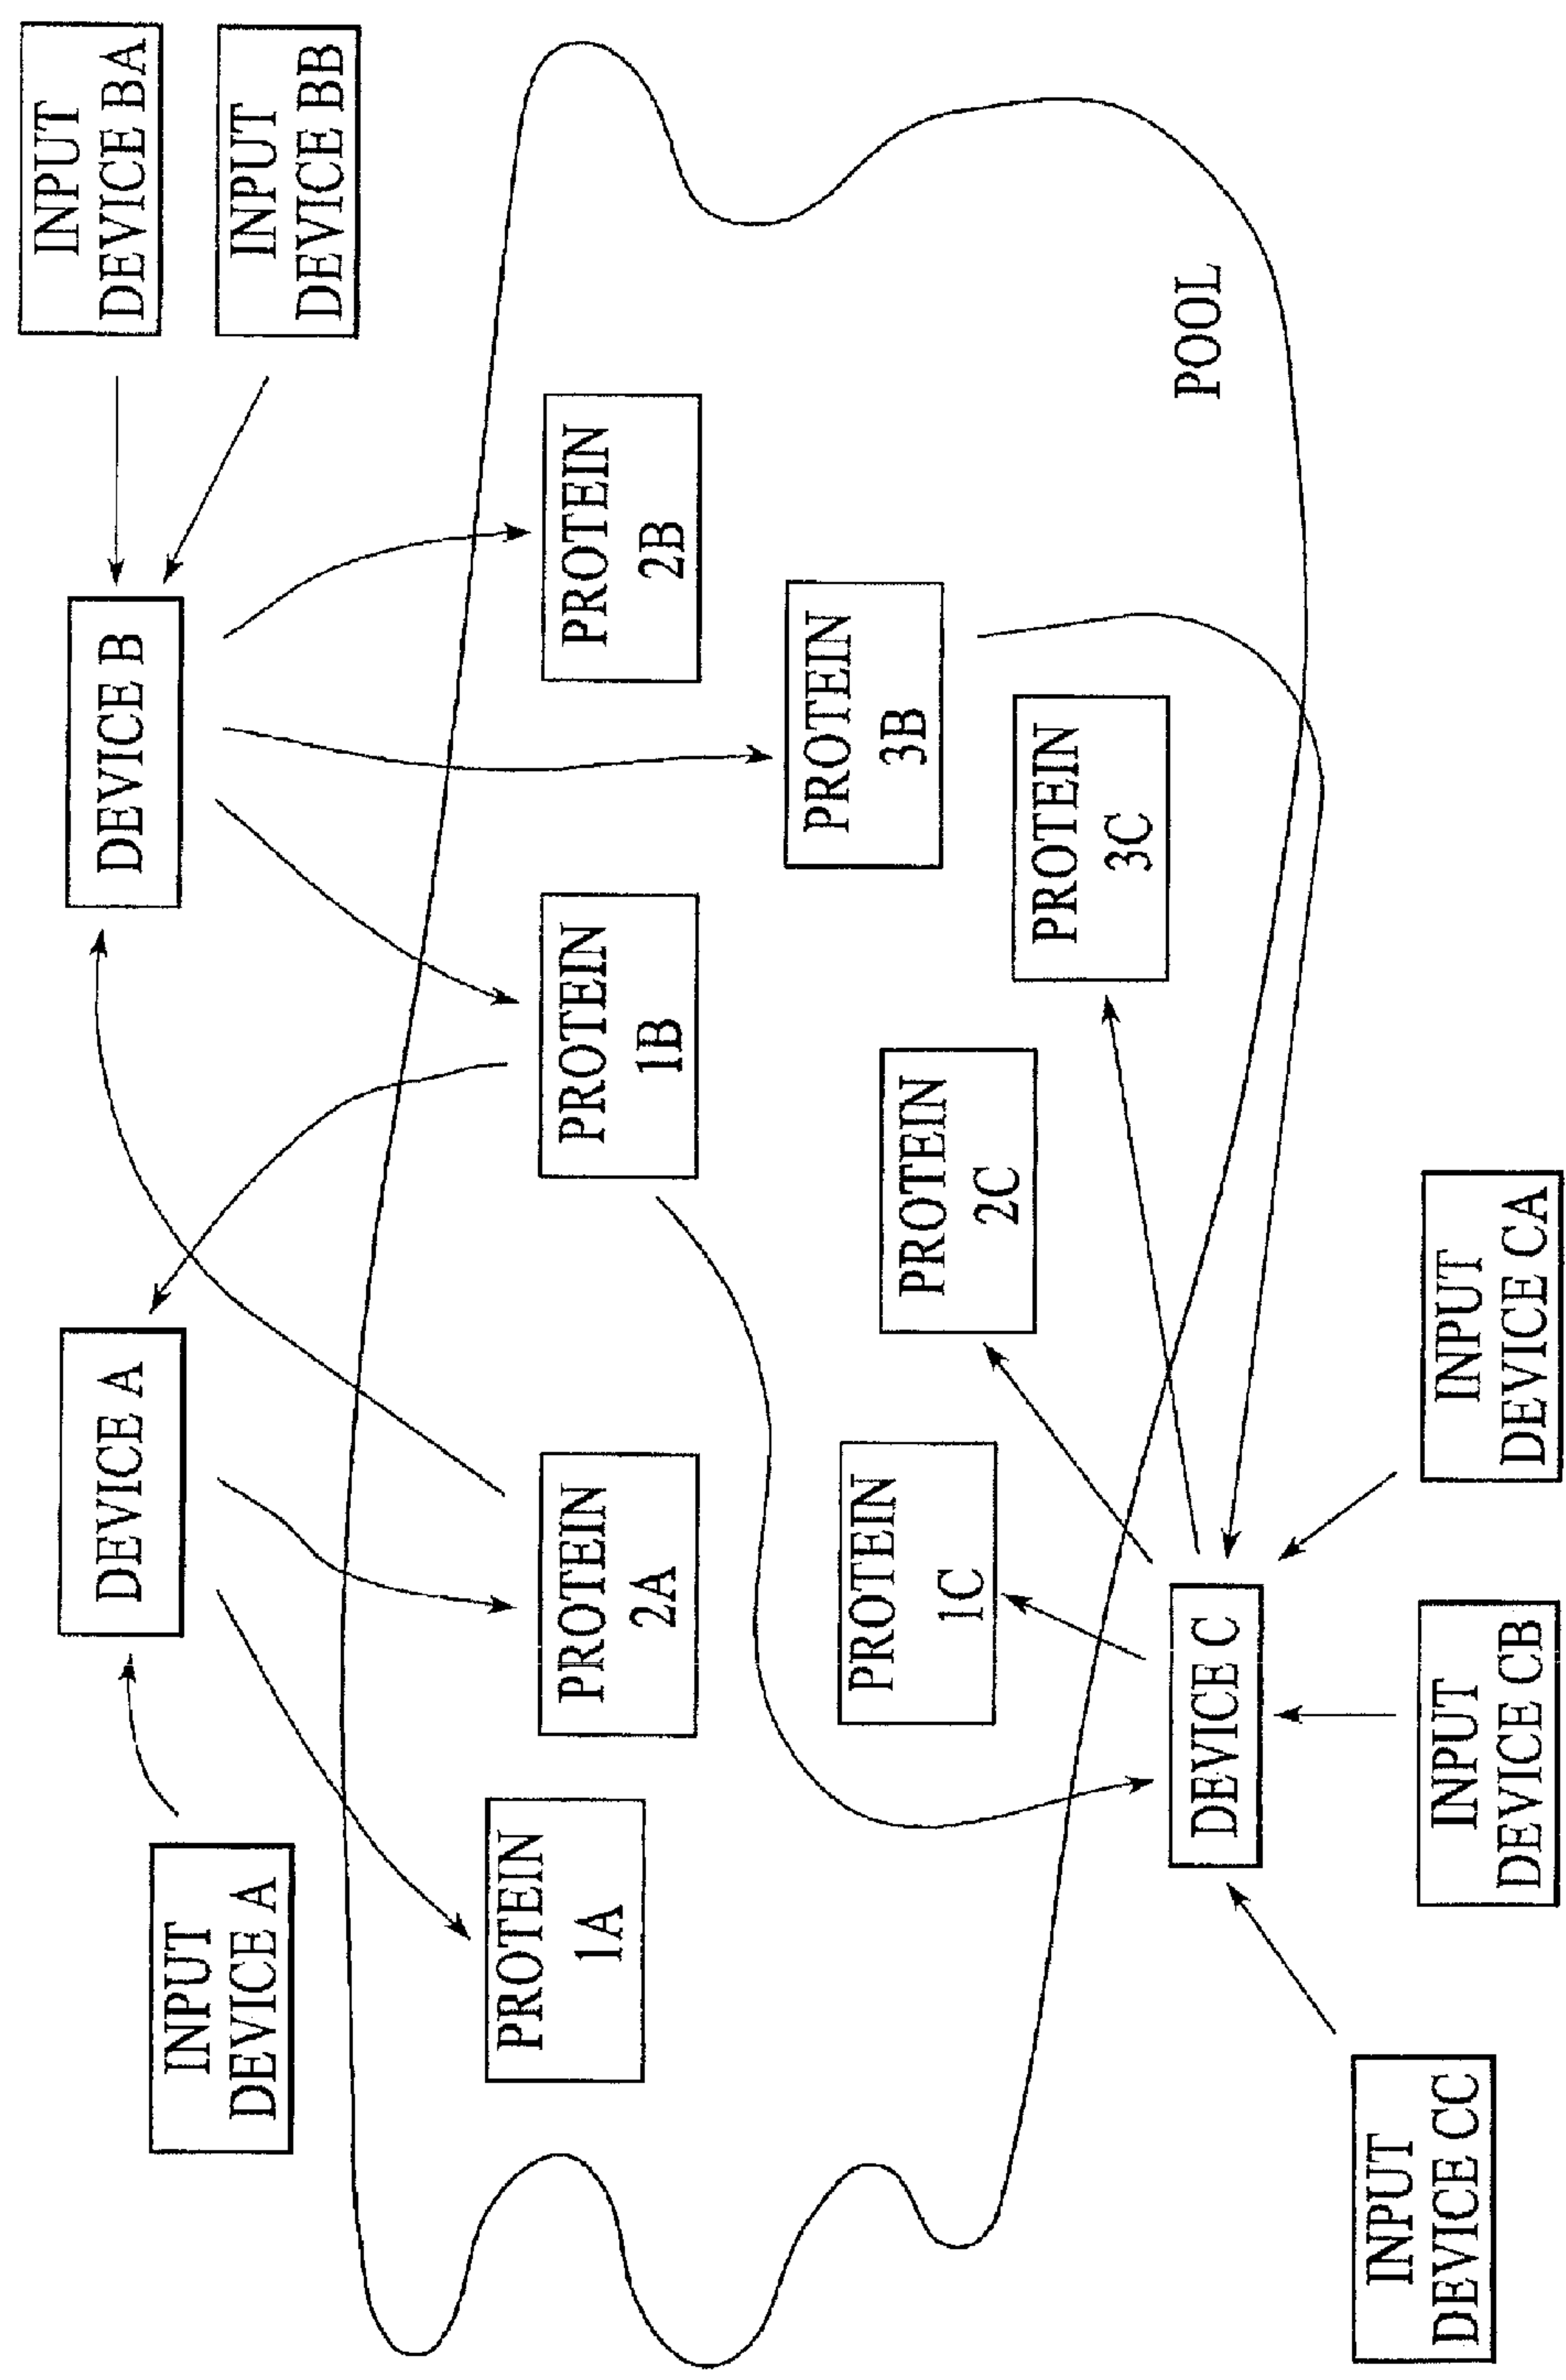 INPUT
DEVICE A
DEVICE A
DEVICE B
INPUT
DEVICE BA
INPUT
DEVICE BB
PROTEIN
1A
PROTEIN
2A
PROTEIN
1B
PROTEIN
2B
PROTEIN
3B
PROTEIN
1C
PROTEIN
2C
PROTEIN
3C
POOL
DEVICE C
INPUT
DEVICE CC
INPUT
DEVICE CB
INPUT
DEVICE CA